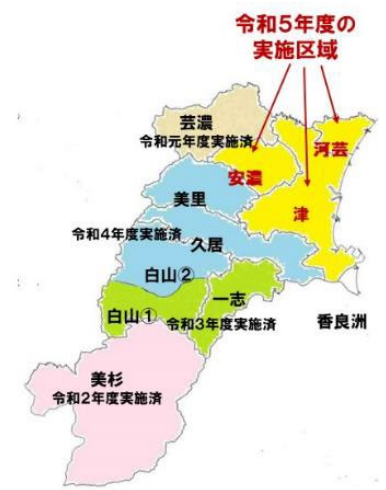 令和5年度の
実施区域
芸濃
令和元年度実施済
河芸
安濃
美里
津
令和4年度実施済
久居
白山②
一志
白山①
令和3年度実施済
香良洲
美杉
令和2年度実施済